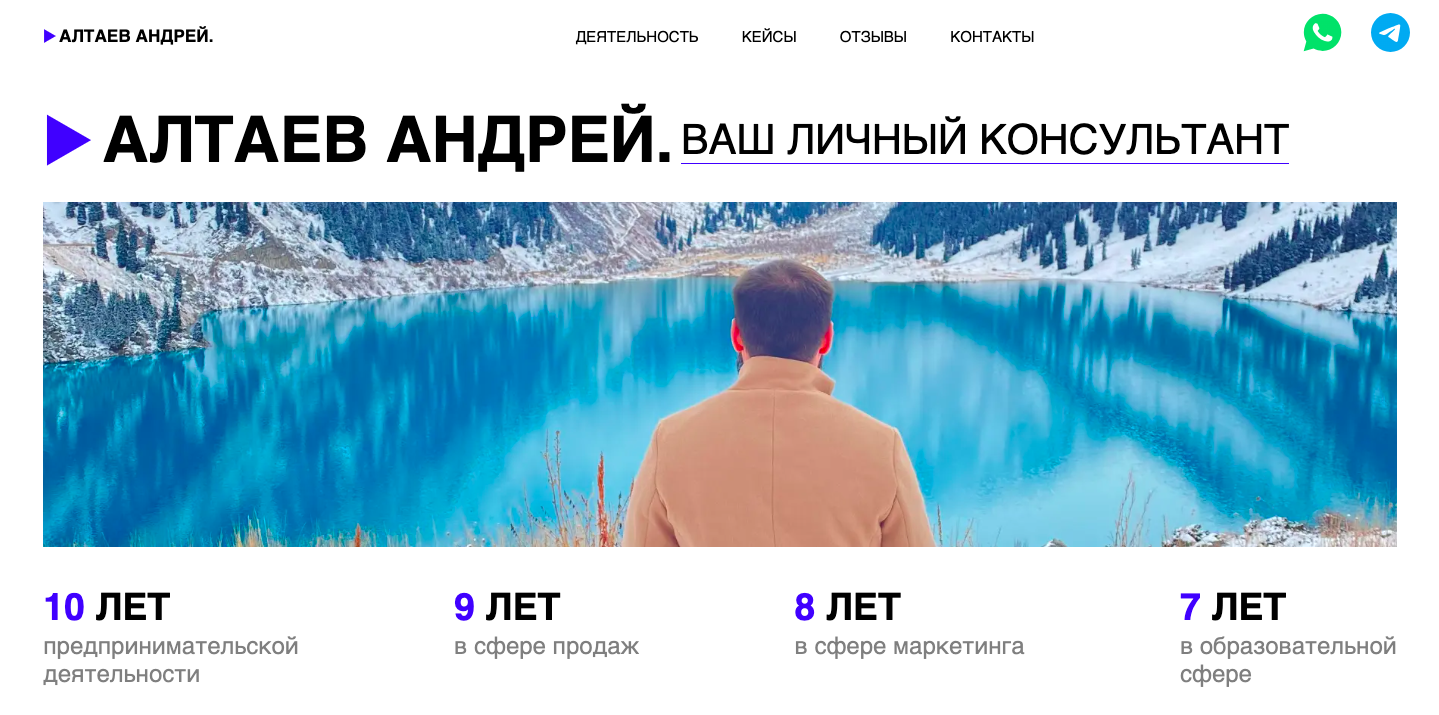 АЛТАЕВ АНДРЕЙ.
ДЕЯТЕЛЬНОСТЬ КЕЙСЫ ОТЗЫВЫ КОНТАКТЫ
АЛТАЕВ АНДРЕЙ. ВАШ ЛИЧНЫЙ КОНСУЛЬТАНТ
10 ЛЕТ
предпринимательской
деятельности
9 ЛЕТ
в сфере продаж
8 ЛЕТ
в сфере маркетинга
7 ЛЕТ
в образовательной
сфере